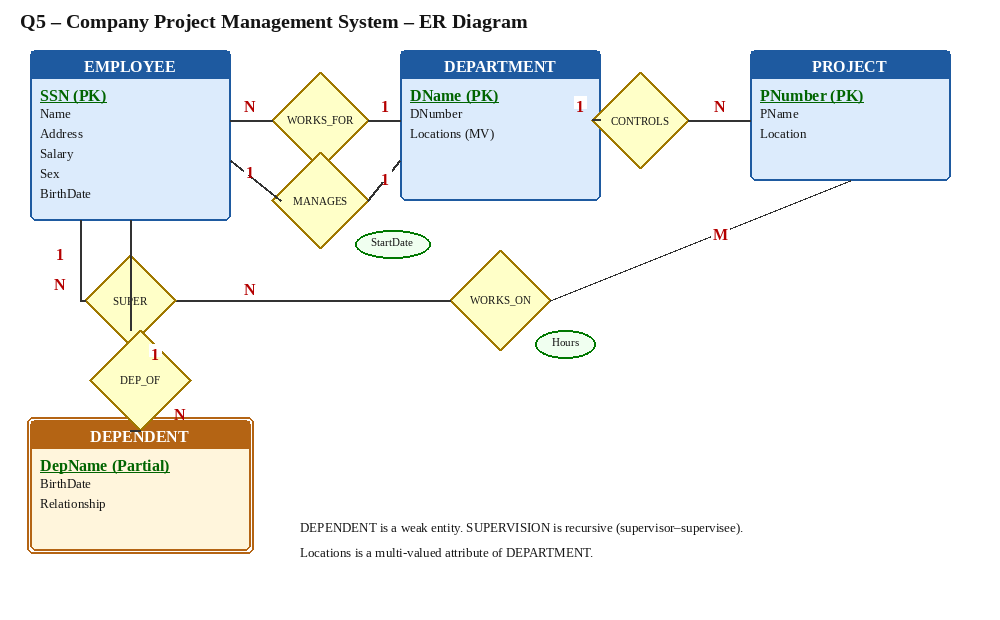 Q5 – Company Project Management System – ER Diagram
EMPLOYEE
SSN (PK)
Name
Address
Salary
Sex
BirthDate
N
WORKS_FOR
1
1
MANAGES
1
StartDate
DEPARTMENT
DName (PK)
DNumber
Locations (MV)
1
CONTROLS
N
PROJECT
PNumber (PK)
PName
Location
1
N
SUPER
N
WORKS_ON
M
Hours
1
DEP_OF
N
DEPENDENT
DepName (Partial)
BirthDate
Relationship
DEPENDENT is a weak entity. SUPERVISION is recursive (supervisor–supervisee).
Locations is a multi-valued attribute of DEPARTMENT.